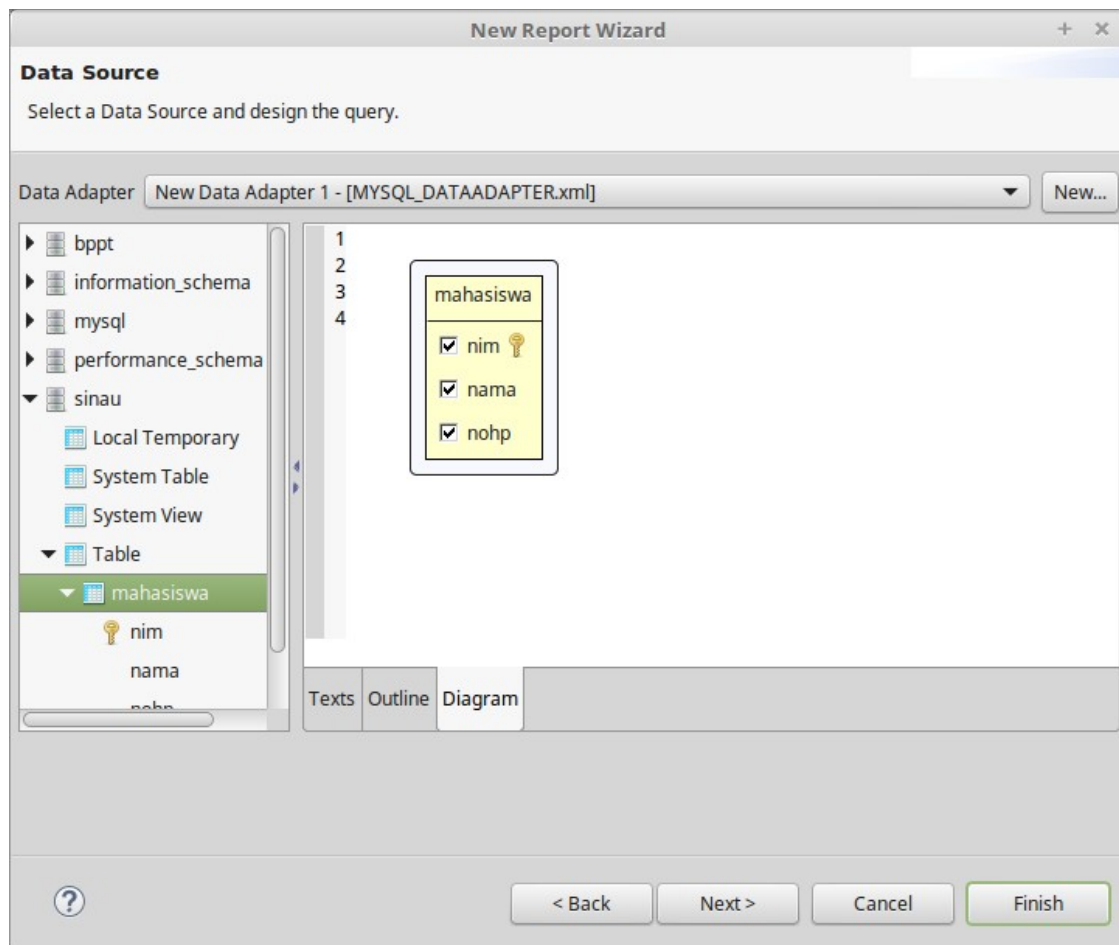 New Report Wizard
Data Source
Select a Data Source and design the query.
Data Adapter New Data Adapter 1 - [MYSQL_DATAADAPTER.xml] New...
bppt
information_schema
mysql
performance_schema
sinau
Local Temporary
System Table
System View
Table
mahasiswa
nim
nama
nohp
1
2
3
4
mahasiswa
nim
nama
nohp
Texts Outline Diagram
? < Back Next > Cancel Finish